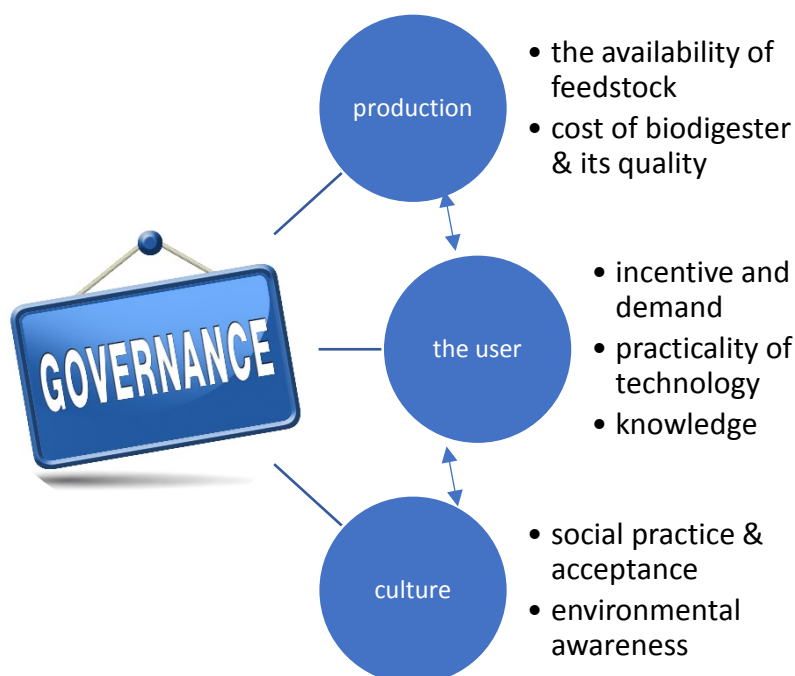 production
• the availability of
feedstock
• cost of biodigester
& its quality
GOVERNANCE
the user
• incentive and
demand
• practicality of
technology
• knowledge
culture
• social practice &
acceptance
• environmental
awareness